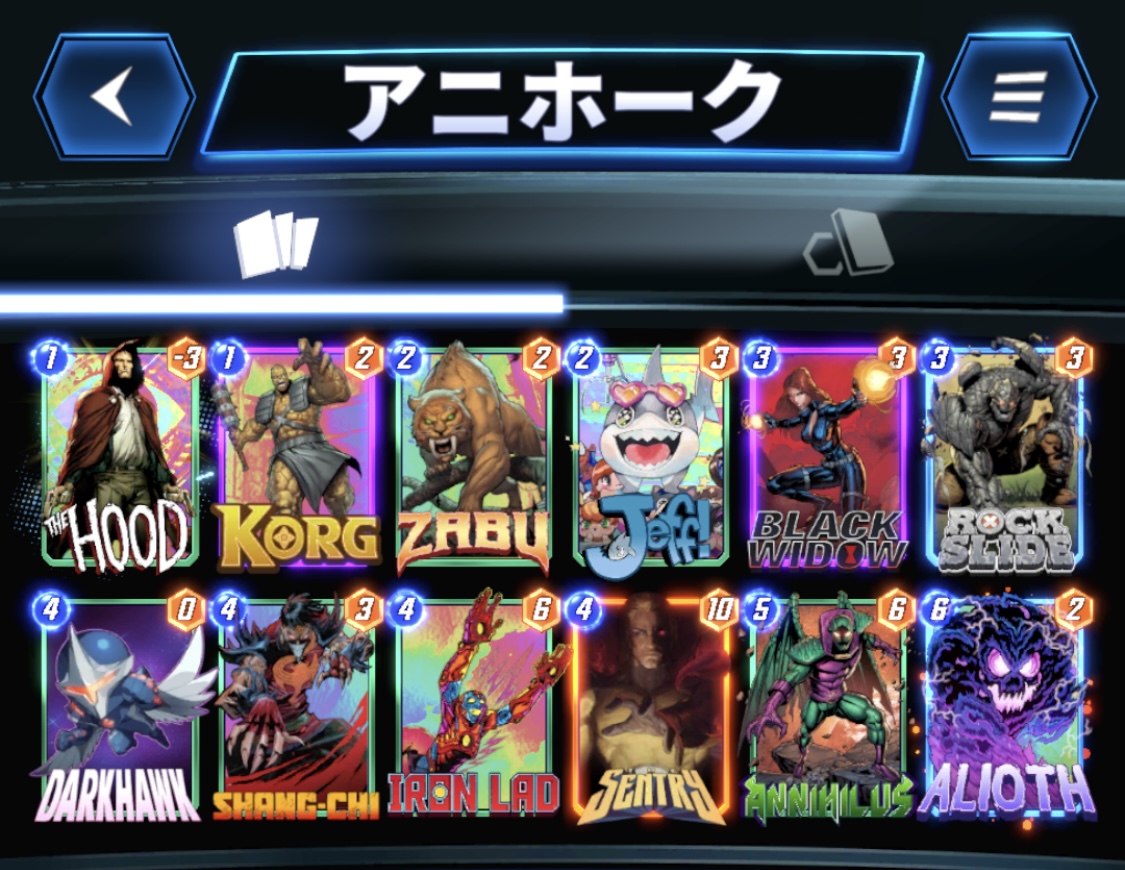 アニホーク
1 -3 1 2 2 2 2 3 3 3 3 3
THE HOOD KORG ZABU Jeff! BLACK WIDOW ROCK SLIDE
4 0 4 3 4 6 4 10 5 6 6 2
DARKHAWK SHANG-CHI IRON LAD SENTRY ANNIHILUS ALIOTH